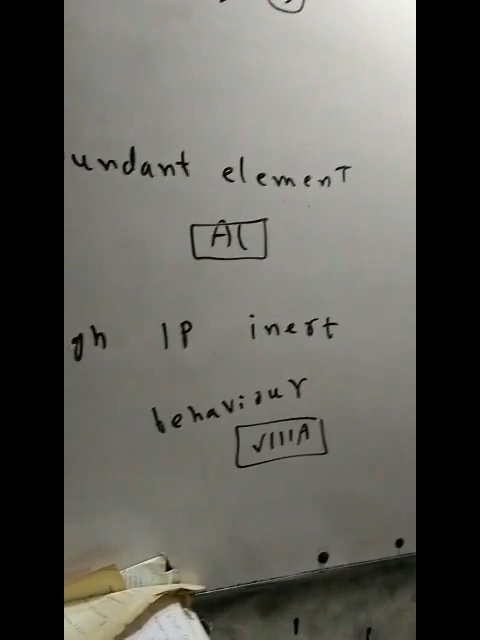 undant element
Al
gh IP inert
behaviour
VIIIA